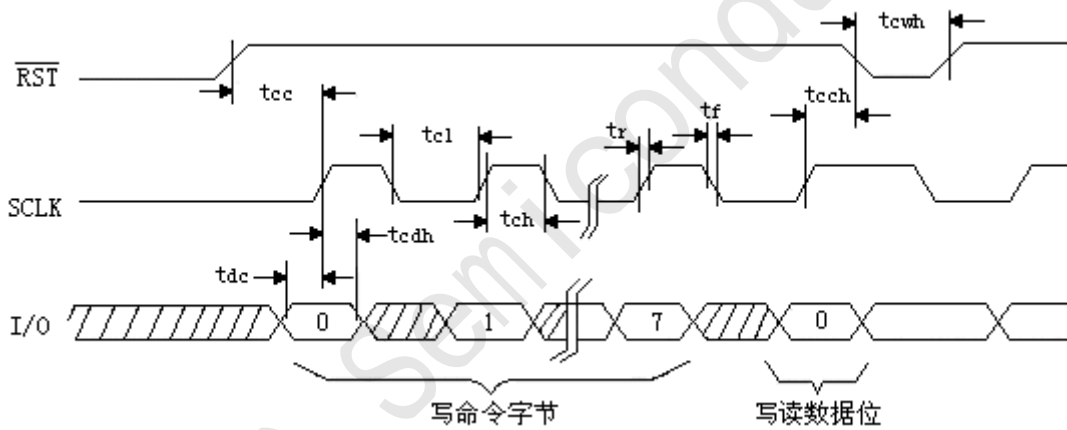 tcwh
RST
tcc
tcch
tcl
tr
tf
SCLK
tch
tcdh
tdc
I/O
0
1
7
0
写命令字节
写读数据位
Semicond